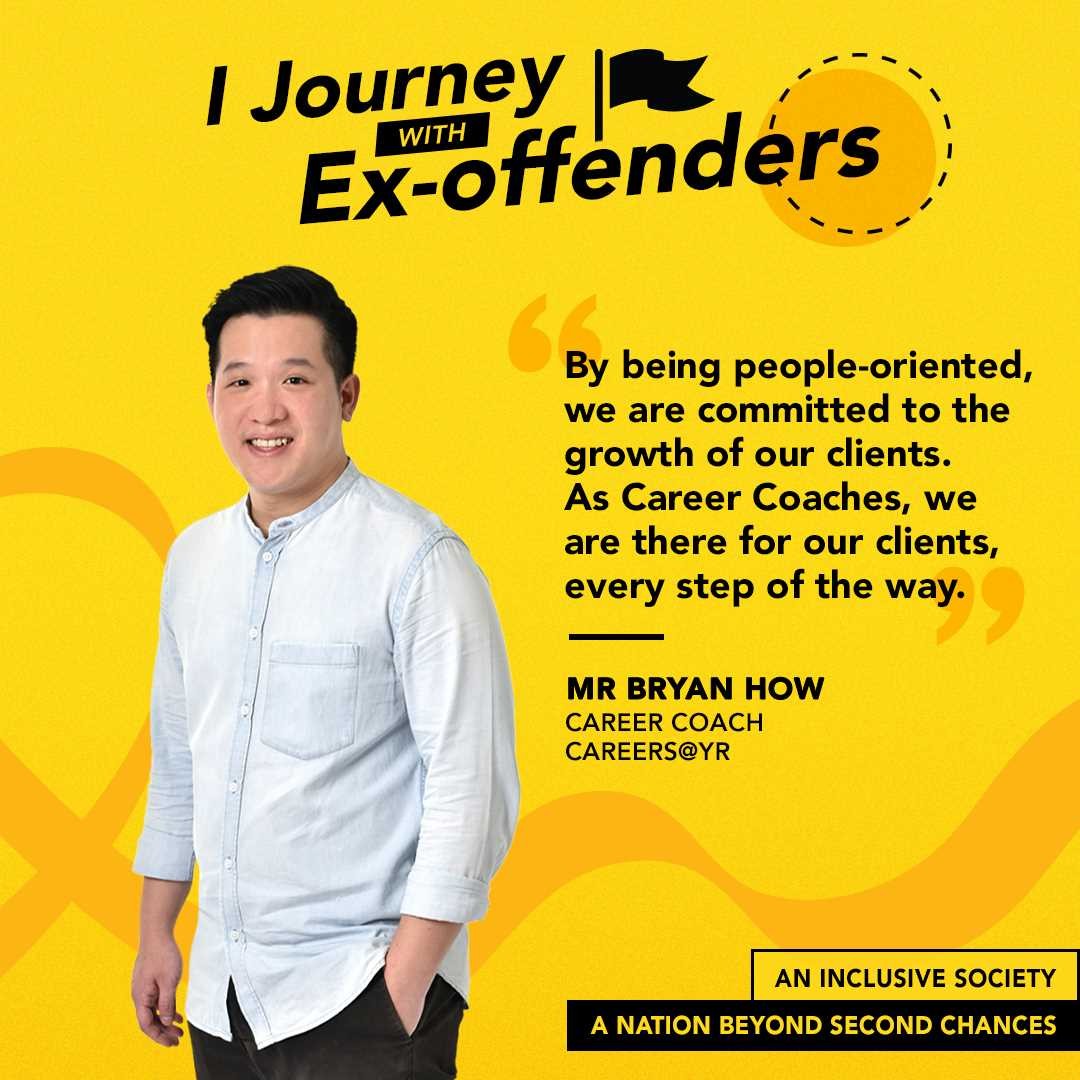 I Journey
WITH
Ex-offenders
“By being people-oriented,
we are committed to the
growth of our clients.
As Career Coaches, we
are there for our clients,
every step of the way.”
MR BRYAN HOW
CAREER COACH
CAREERS@YR
AN INCLUSIVE SOCIETY
A NATION BEYOND SECOND CHANCES